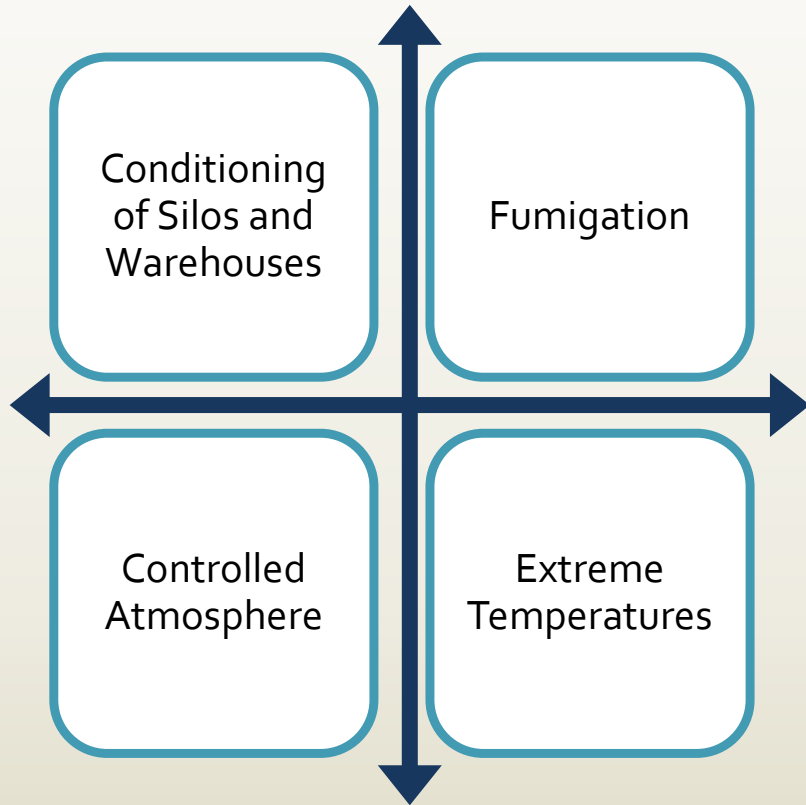 Conditioning
of Silos and
Warehouses
Fumigation
Controlled
Atmosphere
Extreme
Temperatures